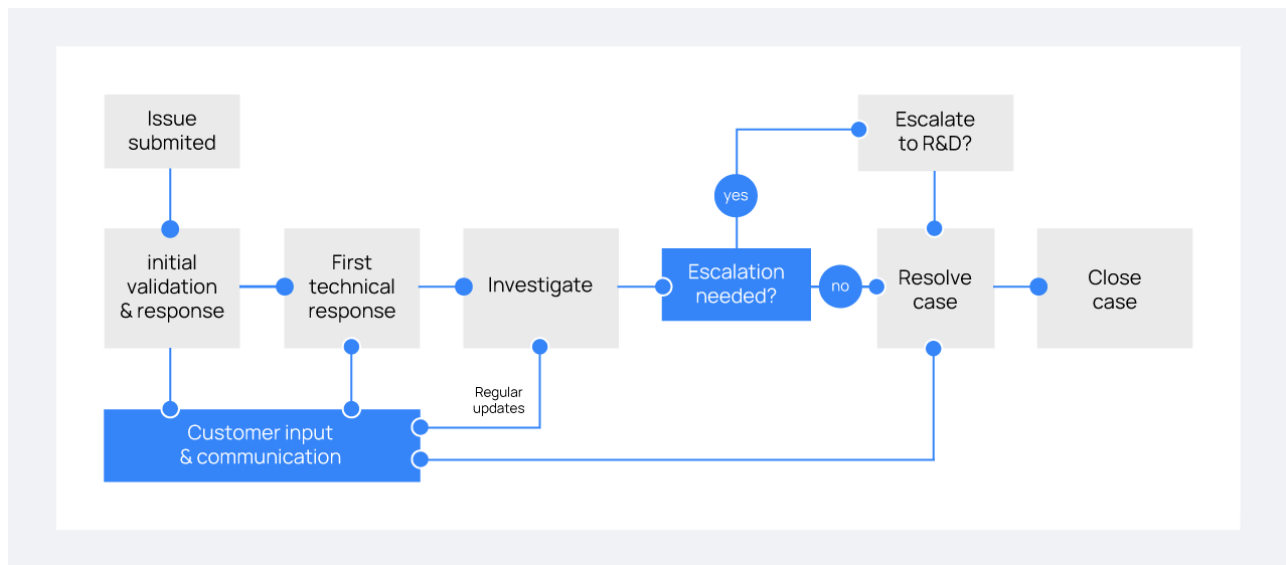 Issue
submited
Escalate
to R&D?
yes
initial
validation
& response
First
technical
response
Investigate
Escalation
needed?
no
Resolve
case
Close
case
Regular
updates
Customer input
& communication